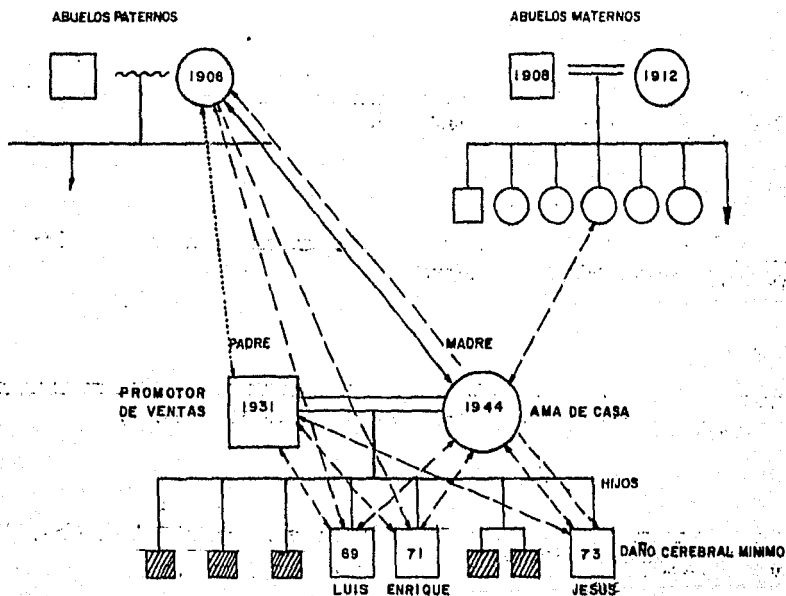 ABUELOS PATERNOS
ABUELOS MATERNOS
1906
1908
1912
PADRE
MADRE
PROMOTOR
DE VENTAS
1931
1944
AMA DE CASA
HIJOS
69
71
73
DAÑO CEREBRAL MINIMO
LUIS
ENRIQUE
JESUS